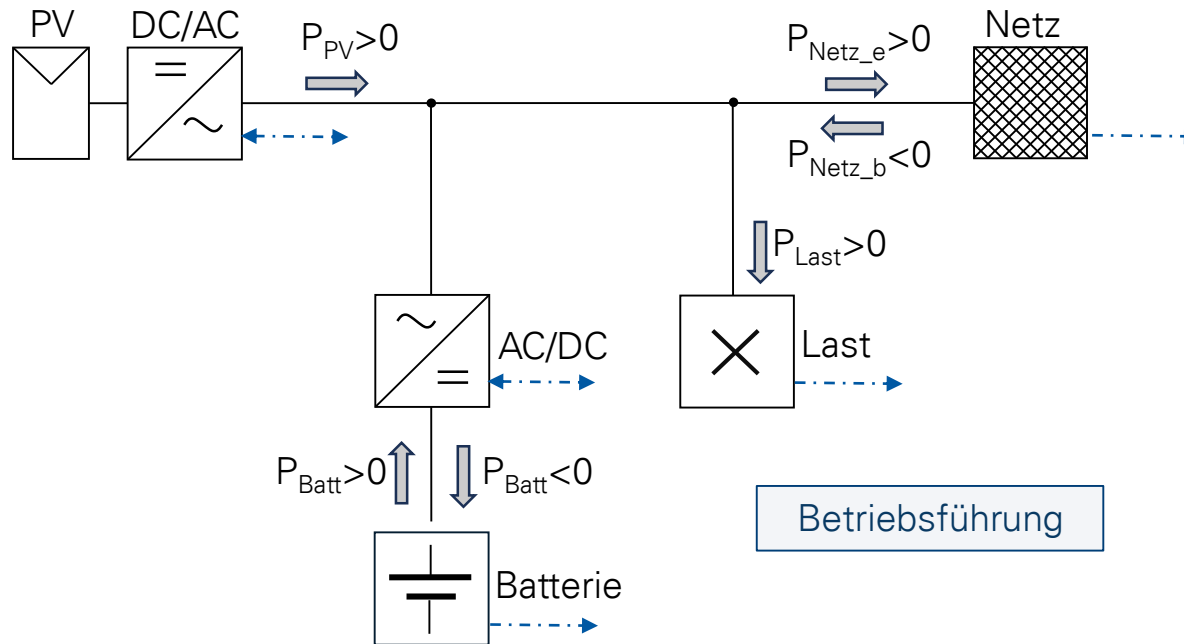 PV
DC/AC
P_PV>0
P_Netz_e>0
Netz
P_Netz_b<0
P_Last>0
AC/DC
Last
P_Batt>0
P_Batt<0
Betriebsführung
Batterie